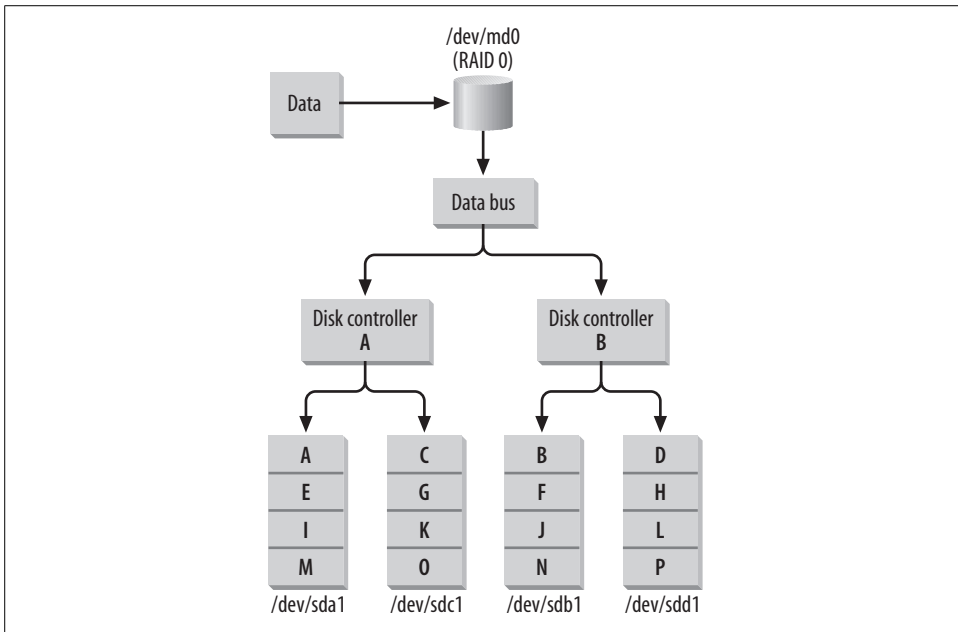 /dev/md0
(RAID 0)
Data
Data bus
Disk controller
A
Disk controller
B
A
E
I
M
/dev/sda1
C
G
K
O
/dev/sdc1
B
F
J
N
/dev/sdb1
D
H
L
P
/dev/sdd1